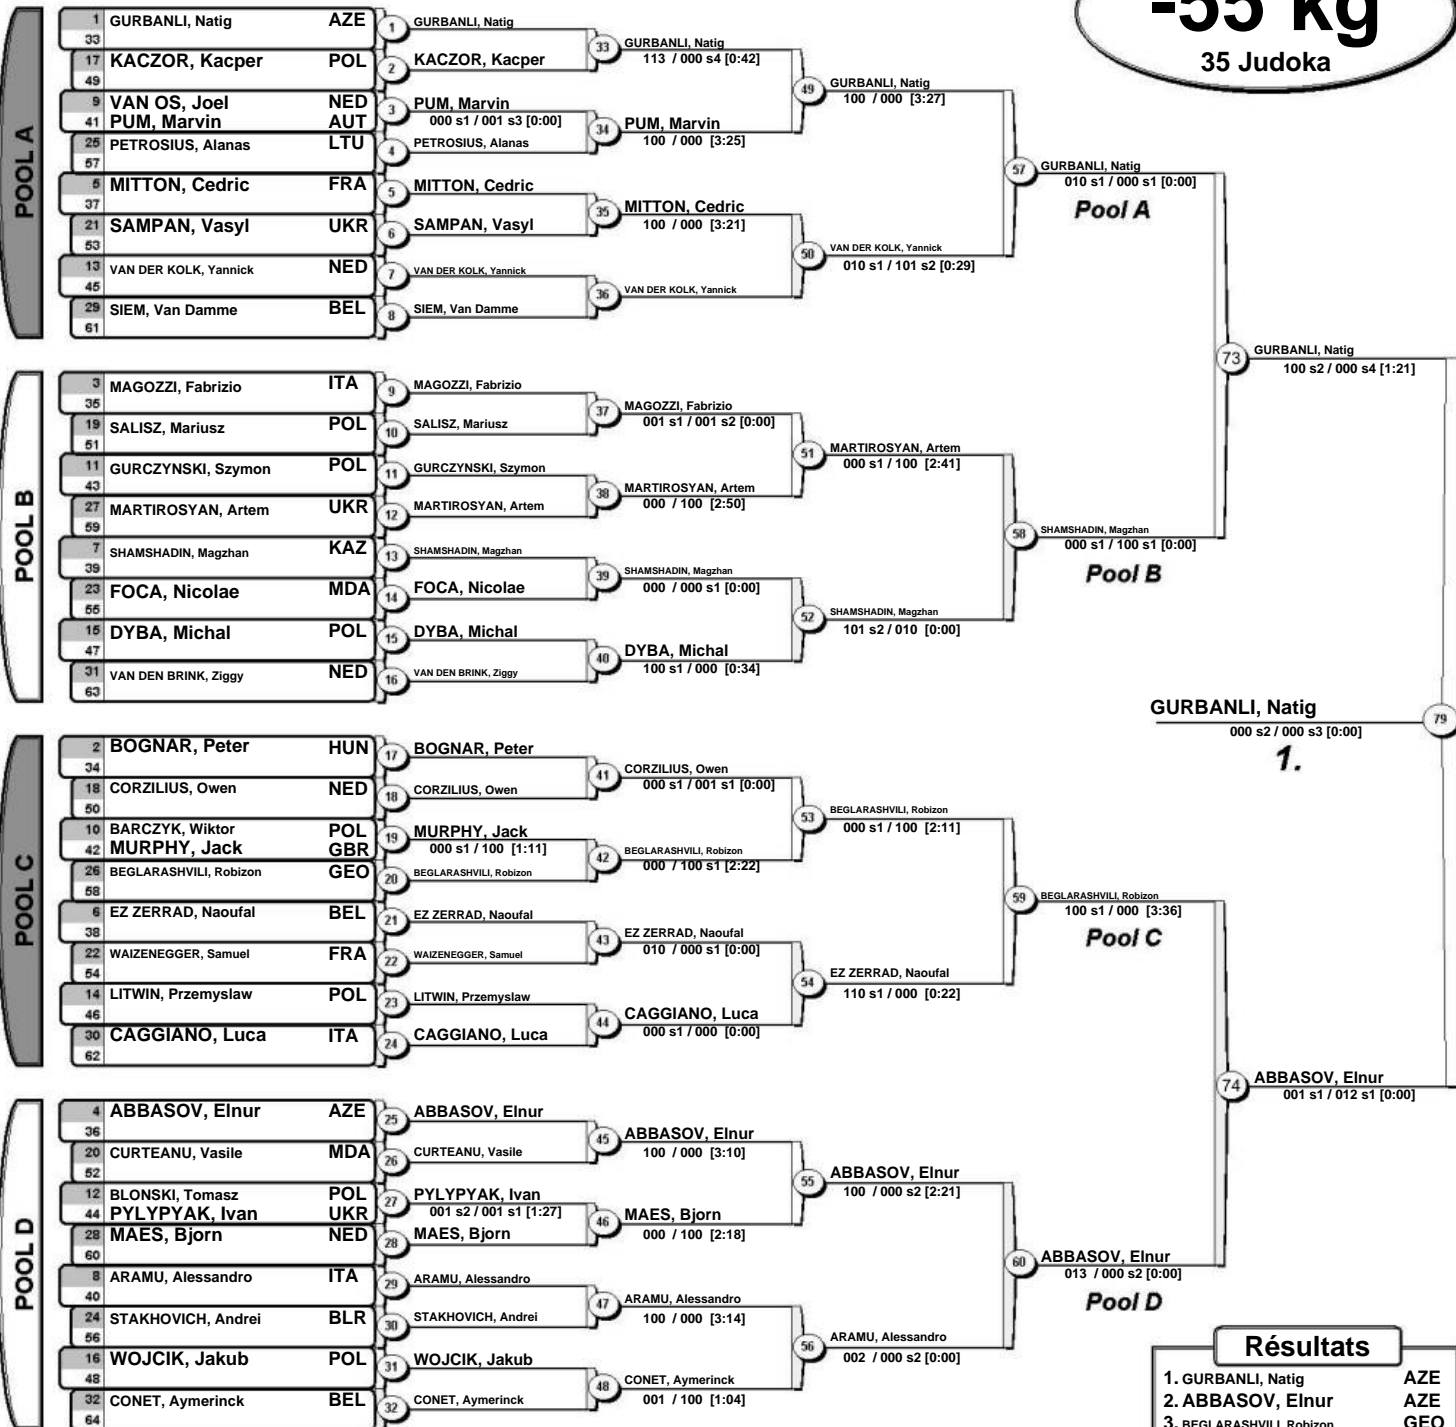 -55 kg
35 Judoka
POOL A
1 GURBANLI, Natig AZE
33
17 KACZOR, Kacper POL
49
9 VAN OS, Joel NED
41 PUM, Marvin AUT
25 PETROSIUS, Alanas LTU
57
5 MITTON, Cedric FRA
37
21 SAMPAN, Vasyl UKR
53
13 VAN DER KOLK, Yannick NED
45
29 SIEM, Van Damme BEL
61
1 GURBANLI, Natig
2 KACZOR, Kacper
3 PUM, Marvin
000 s1 / 001 s3 [0:00]
4 PETROSIUS, Alanas
5 MITTON, Cedric
6 SAMPAN, Vasyl
7 VAN DER KOLK, Yannick
8 SIEM, Van Damme
33 GURBANLI, Natig
113 / 000 s4 [0:42]
34 PUM, Marvin
100 / 000 [3:25]
35 MITTON, Cedric
100 / 000 [3:21]
36 VAN DER KOLK, Yannick
49 GURBANLI, Natig
100 / 000 [3:27]
50 VAN DER KOLK, Yannick
010 s1 / 101 s2 [0:29]
57 GURBANLI, Natig
010 s1 / 000 s1 [0:00]
Pool A
POOL B
3 MAGOZZI, Fabrizio ITA
35
19 SALISZ, Mariusz POL
51
11 GURCZYNSKI, Szymon POL
43
27 MARTIROSYAN, Artem UKR
59
7 SHAMSHADIN, Magzhan KAZ
39
23 FOCA, Nicolae MDA
55
15 DYBA, Michal POL
47
31 VAN DEN BRINK, Ziggy NED
63
9 MAGOZZI, Fabrizio
10 SALISZ, Mariusz
11 GURCZYNSKI, Szymon
12 MARTIROSYAN, Artem
13 SHAMSHADIN, Magzhan
14 FOCA, Nicolae
15 DYBA, Michal
16 VAN DEN BRINK, Ziggy
37 MAGOZZI, Fabrizio
001 s1 / 001 s2 [0:00]
38 MARTIROSYAN, Artem
000 / 100 [2:50]
39 SHAMSHADIN, Magzhan
000 / 000 s1 [0:00]
40 DYBA, Michal
100 s1 / 000 [0:34]
51 MARTIROSYAN, Artem
000 s1 / 100 [2:41]
52 SHAMSHADIN, Magzhan
101 s2 / 010 [0:00]
58 SHAMSHADIN, Magzhan
000 s1 / 100 s1 [0:00]
Pool B
73 GURBANLI, Natig
100 s2 / 000 s4 [1:21]
GURBANLI, Natig 79
000 s2 / 000 s3 [0:00]
1.
POOL C
2 BOGNAR, Peter HUN
34
18 CORZILIUS, Owen NED
50
10 BARCZYK, Wiktor POL
42 MURPHY, Jack GBR
26 BEGLARASHVILI, Robizon GEO
58
6 EZ ZERRAD, Naoufal BEL
38
22 WAIZENEGGER, Samuel FRA
54
14 LITWIN, Przemyslaw POL
46
30 CAGGIANO, Luca ITA
62
17 BOGNAR, Peter
18 CORZILIUS, Owen
19 MURPHY, Jack
000 s1 / 100 [1:11]
20 BEGLARASHVILI, Robizon
21 EZ ZERRAD, Naoufal
22 WAIZENEGGER, Samuel
23 LITWIN, Przemyslaw
24 CAGGIANO, Luca
41 CORZILIUS, Owen
000 s1 / 001 s1 [0:00]
42 BEGLARASHVILI, Robizon
000 / 100 s1 [2:22]
43 EZ ZERRAD, Naoufal
010 / 000 s1 [0:00]
44 CAGGIANO, Luca
000 s1 / 000 [0:00]
53 BEGLARASHVILI, Robizon
000 s1 / 100 [2:11]
54 EZ ZERRAD, Naoufal
110 s1 / 000 [0:22]
59 BEGLARASHVILI, Robizon
100 s1 / 000 [3:36]
Pool C
74 ABBASOV, Elnur
001 s1 / 012 s1 [0:00]
POOL D
4 ABBASOV, Elnur AZE
36
20 CURTEANU, Vasile MDA
52
12 BLONSKI, Tomasz POL
44 PYLYPYAK, Ivan UKR
28 MAES, Bjorn NED
60
8 ARAMU, Alessandro ITA
40
24 STAKHOVICH, Andrei BLR
56
16 WOJCIK, Jakub POL
48
32 CONET, Aymerinck BEL
64
25 ABBASOV, Elnur
26 CURTEANU, Vasile
27 PYLYPYAK, Ivan
001 s2 / 001 s1 [1:27]
28 MAES, Bjorn
29 ARAMU, Alessandro
30 STAKHOVICH, Andrei
31 WOJCIK, Jakub
32 CONET, Aymerinck
45 ABBASOV, Elnur
100 / 000 [3:10]
46 MAES, Bjorn
000 / 100 [2:18]
47 ARAMU, Alessandro
100 / 000 [3:14]
48 CONET, Aymerinck
001 / 100 [1:04]
55 ABBASOV, Elnur
100 / 000 s2 [2:21]
56 ARAMU, Alessandro
002 / 000 s2 [0:00]
60 ABBASOV, Elnur
013 / 000 s2 [0:00]
Pool D
Résultats
1. GURBANLI, Natig AZE
2. ABBASOV, Elnur AZE
3. BEGLARASHVILI, Robizon GEO